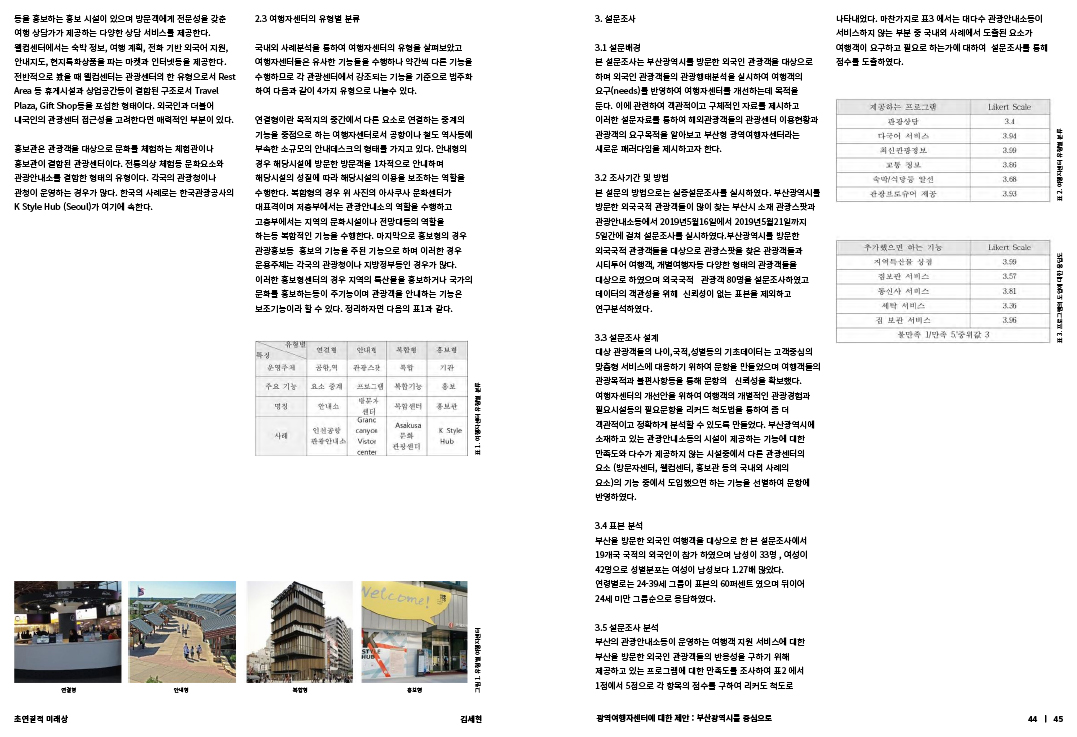 등을 홍보하는 홍보 시설이 있으며 방문객에게 전문성을 갖춘
여행 상담가가 제공하는 다양한 상담 서비스를 제공한다.
웰컴센터에서는 숙박 정보, 여행 계획, 전화 기반 외국어 지원,
안내지도, 현지특화상품을 파는 마켓과 인터넷등을 제공한다.
전반적으로 봤을 때 웰컴센터는 관광센터의 한 유형으로서 Rest
Area 등 휴게시설과 상업공간등이 결합된 구조로서 Travel
Plaza, Gift Shop등을 포섭한 형태이다. 외국인과 더불어
내국인의 관광센터 접근성을 고려한다면 매력적인 부분이 있다.
홍보관은 관광객을 대상으로 문화를 체험하는 체험관이나
홍보관이 결합된 관광센터이다. 전통의상 체험등 문화요소와
관광안내소를 결합한 형태의 유형이다. 각국의 관광청이나
관청이 운영하는 경우가 많다. 한국의 사례로는 한국관광공사의
K Style Hub (Seoul)가 여기에 속한다.
2.3 여행자센터의 유형별 분류
국내외 사례분석을 통하여 여행자센터의 유형을 살펴보았고
여행자센터들은 유사한 기능들을 수행하나 약간씩 다른 기능을
수행하므로 각 관광센터에서 강조되는 기능을 기준으로 범주화
하여 다음과 같이 4가지 유형으로 나눌수 있다.
연결형이란 목적지의 중간에서 다른 요소로 연결하는 중계의
기능을 중점으로 하는 여행자센터로서 공항이나 철도 역사등에
부속한 소규모의 안내데스크의 형태를 가지고 있다. 안내형의
경우 해당시설에 방문한 방문객을 1차적으로 안내하며
해당시설의 성질에 따라 해당시설의 이용을 보조하는 역할을
수행한다. 복합형의 경우 위 사진의 아사쿠사 문화센터가
대표격이며 저층부에서는 관광안내소의 역할을 수행하고
고층부에서는 지역의 문화시설이나 전망대등의 역할을
하는등 복합적인 기능을 수행한다. 마지막으로 홍보형의 경우
관광홍보등 홍보의 기능을 주된 기능으로 하며 이러한 경우
운용주체는 각국의 관광청이나 지방정부등인 경우가 많다.
이러한 홍보형센터의 경우 지역의 특산물을 홍보하거나 국가의
문화를 홍보하는등이 주기능이며 관광객을 안내하는 기능은
보조기능이라 할 수 있다. 정리하자면 다음의 표1과 같다.
유형별
특징 연결형 안내형 복합형 홍보형
운영주체 공항,역 관광스팟 복합 기관
주요 기능 요소 중계 프로그램 복합기능 홍보
명칭 안내소 방문자 센터 복합센터 홍보관
사례 인천공항 관광안내소 Grand canyon Vistor center Asakusa 문화 관광센터 K Style Hub
표 1. 여행자센터 유형별 분류
연결형 안내형 복합형 홍보형
Welcome!
그림 1. 유형별 여행자센터
초연결적 미래상
김세현
3. 설문조사
3.1 설문배경
본 설문조사는 부산광역시를 방문한 외국인 관광객을 대상으로
하며 외국인 관광객들의 관광행태분석을 실시하여 여행객의
요구(needs)를 반영하여 여행자센터를 개선하는데 목적을
둔다. 이에 관련하여 객관적이고 구체적인 자료를 제시하고
이러한 설문자료를 통하여 해외관광객들의 관광센터 이용현황과
관광객의 요구목적을 알아보고 부산형 광역여행자센터라는
새로운 패러다임을 제시하고자 한다.
3.2 조사기간 및 방법
본 설문의 방법으로는 실증설문조사를 실시하였다. 부산광역시를
방문한 외국국적 관광객들이 많이 찾는 부산시 소재 관광스팟과
관광안내소등에서 2019년5월16일에서 2019년5월21일까지
5일간에 걸쳐 설문조사를 실시하였다.부산광역시를 방문한
외국국적 관광객들을 대상으로 관광스팟을 찾은 관광객들과
시티투어 여행객, 개별여행자등 다양한 형태의 관광객들을
대상으로 하였으며 외국국적 관광객 80명을 설문조사하였고
데이터의 객관성을 위해 신뢰성이 없는 표본을 제외하고
연구분석하였다.
3.3 설문조사 설계
대상 관광객들의 나이,국적,성별등의 기초데이터는 고객중심의
맞춤형 서비스에 대응하기 위하여 문항을 만들었으며 여행객들의
관광목적과 불편사항등을 통해 문항의 신뢰성을 확보했다.
여행자센터의 개선안을 위하여 여행객의 개별적인 관광경험과
필요시설등의 필요문항을 리커드 척도법을 통하여 좀 더
객관적이고 정확하게 분석할 수 있도록 만들었다. 부산광역시에
소재하고 있는 관광안내소등의 시설이 제공하는 기능에 대한
만족도와 다수가 제공하지 않는 시설중에서 다른 관광센터의
요소 (방문자센터, 웰컴센터, 홍보관 등의 국내외 사례의
요소)의 기능 중에서 도입했으면 하는 기능을 선별하여 문항에
반영하였다.
3.4 표본 분석
부산을 방문한 외국인 여행객을 대상으로 한 본 설문조사에서
19개국 국적의 외국인이 참가 하였으며 남성이 33명 , 여성이
42명으로 성별분포는 여성이 남성보다 1.27배 많았다.
연령별로는 24-39세 그룹이 표본의 60퍼센트 였으며 뒤이어
24세 미만 그룹순으로 응답하였다.
3.5 설문조사 분석
부산의 관광안내소등이 운영하는 여행객 지원 서비스에 대한
부산을 방문한 외국인 관광객들의 반응성을 구하기 위해
제공하고 있는 프로그램에 대한 만족도를 조사하여 표2 에서
1점에서 5점으로 각 항목의 점수를 구하여 리커드 척도로
나타내었다. 마찬가지로 표3 에서는 대다수 관광안내소등이
서비스하지 않는 부분 중 국내외 사례에서 도출된 요소가
여행객이 요구하고 필요로 하는가에 대하여 설문조사를 통해
점수를 도출하였다.
제공하는 프로그램 Likert Scale
관광상담 3.4
다국어 서비스 3.94
최신관광정보 3.99
교통 정보 3.86
숙박/식당등 알선 3.68
관광브로슈어 제공 3.93
표 2. 여행자센터 유형별 분류
추가했으면 하는 기능 Likert Scale
지역특산물 상점 3.99
짐보관 서비스 3.57
통신사 서비스 3.81
세탁 서비스 3.36
짐 보관 서비스 3.96
불만족 1/만족 5,중위값 3
광역여행자센터에 대한 제안 : 부산광역시를 중심으로
44 | 45